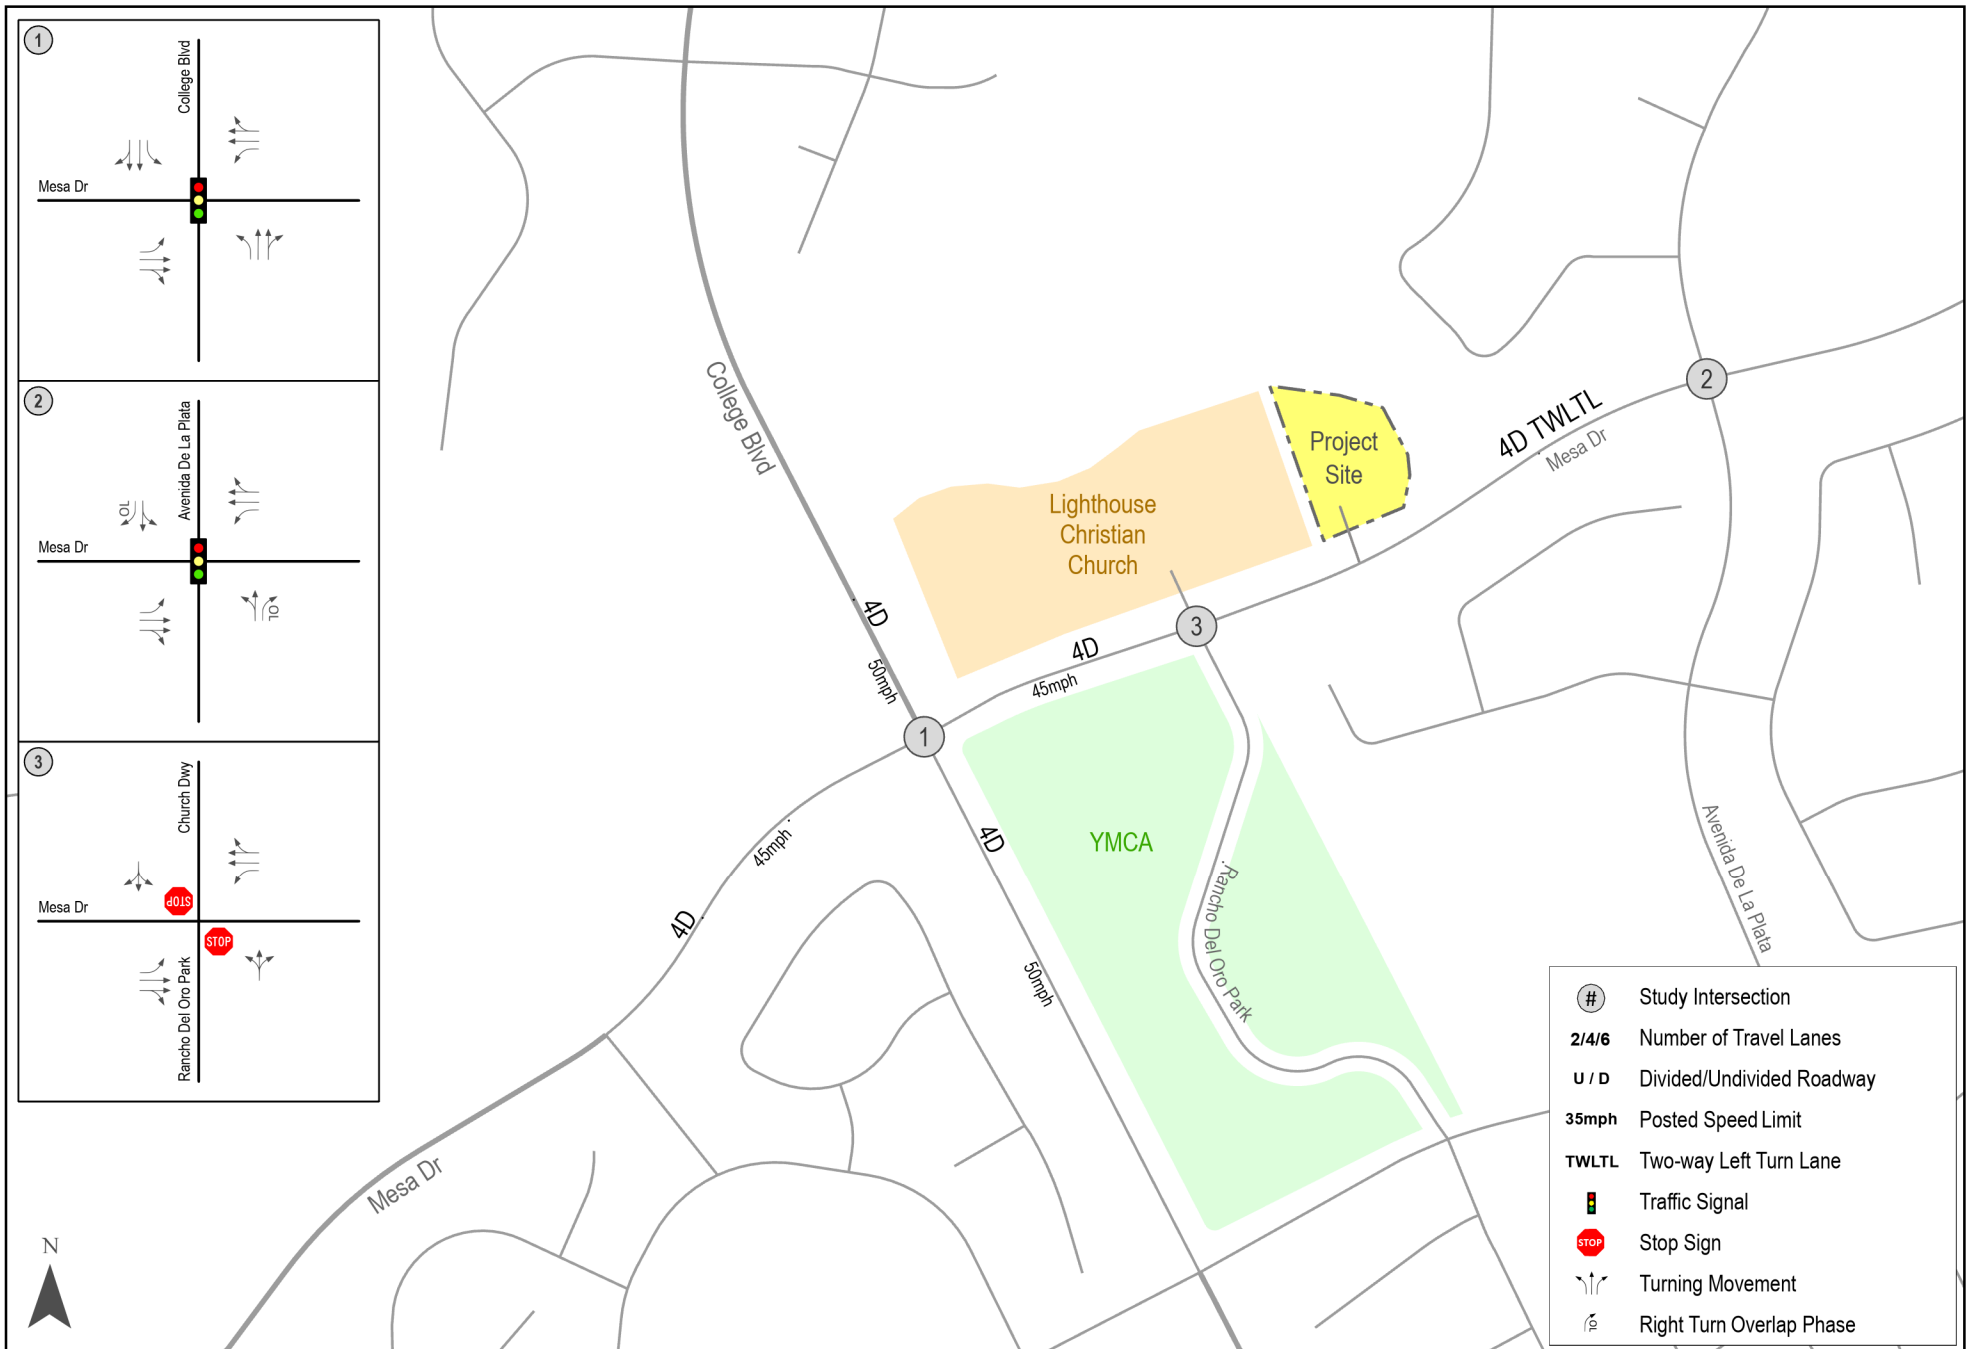 1
College Blvd
Mesa Dr
2
Avenida De La Plata
OL
Mesa Dr
OL
3
Church Dwy
Mesa Dr
STOP
STOP
Rancho Del Oro Park
N
College Blvd
4D
50mph
1
4D
50mph
Lighthouse
Christian
Church
Project
Site
4D TWLTL
Mesa Dr
2
3
4D
45mph
YMCA
Rancho Del Oro Park
Avenida De La Plata
45mph
4D
Mesa Dr
# Study Intersection
2/4/6 Number of Travel Lanes
U / D Divided/Undivided Roadway
35mph Posted Speed Limit
TWLTL Two-way Left Turn Lane
Traffic Signal
STOP Stop Sign
Turning Movement
OL Right Turn Overlap Phase